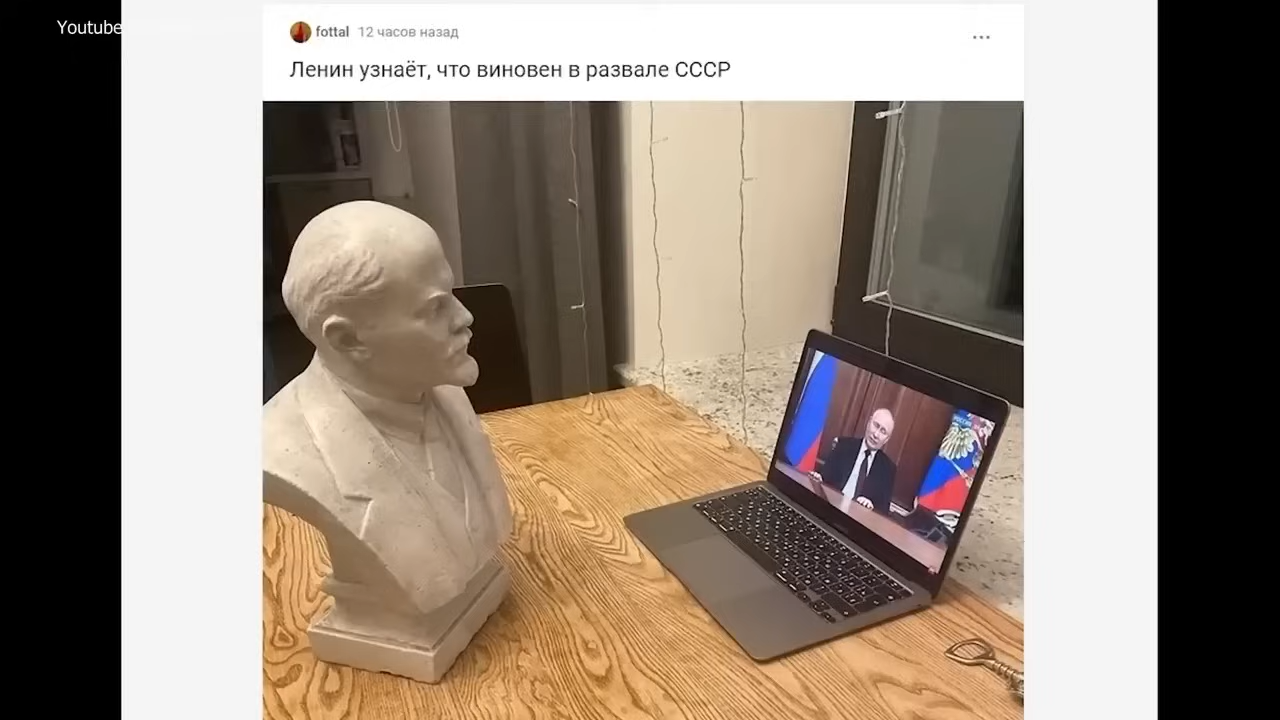 Youtube
fottal 12 часов назад
Ленин узнаёт, что виновен в развале СССР